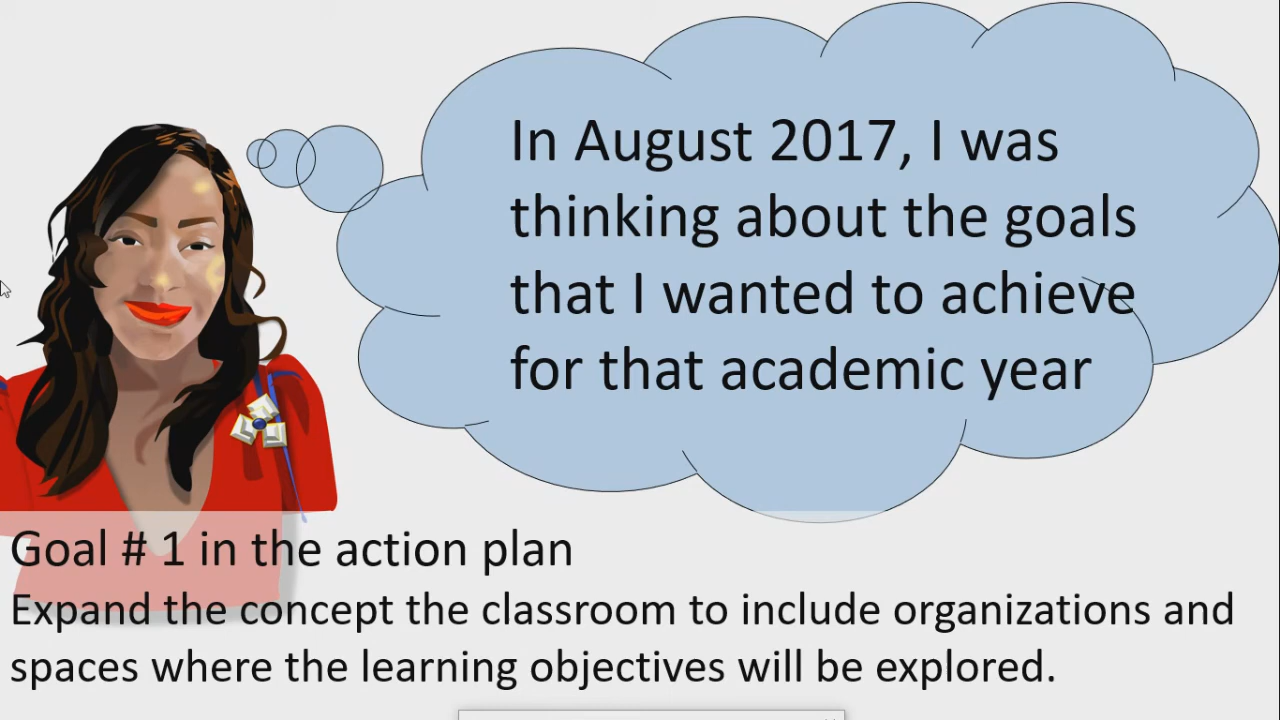 In August 2017, I was
thinking about the goals
that I wanted to achieve
for that academic year
Goal # 1 in the action plan
Expand the concept the classroom to include organizations and
spaces where the learning objectives will be explored.